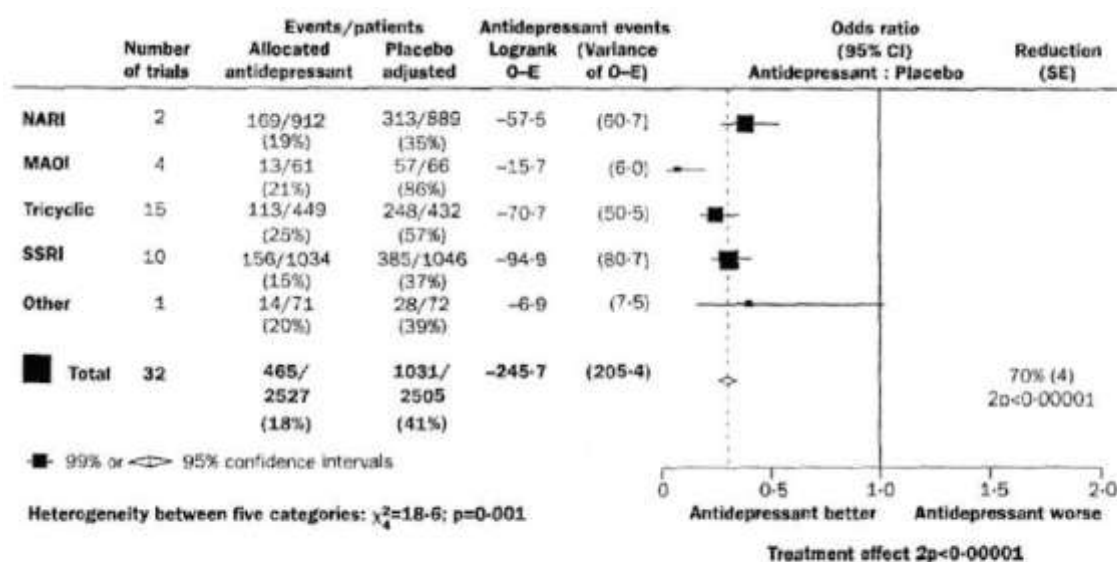 Events/patients Antidepressant events Odds ratio
Number Allocated Placebo Logrank (Variance (95% CI) Reduction
of trials antidepressant adjusted O–E of O–E) Antidepressant : Placebo (SE)
NARI 2 169/912 313/889 –57·5 (60·7)
(19%) (35%)
MAOI 4 13/61 57/66 –15·7 (6·0)
(21%) (86%)
Tricyclic 15 113/449 248/432 –70·7 (50·5)
(25%) (57%)
SSRI 10 156/1034 385/1046 –94·9 (80·7)
(15%) (37%)
Other 1 14/71 28/72 –6·9 (7·5)
(20%) (39%)
Total 32 465/ 1031/ –245·7 (205·4) 70% (4)
2527 2505 2p<0·00001
(18%) (41%)
99% or 95% confidence intervals
0 0·5 1·0 1·5 2·0
Heterogeneity between five categories: χ²₄=18·6; p=0·001 Antidepressant better Antidepressant worse
Treatment effect 2p<0·00001